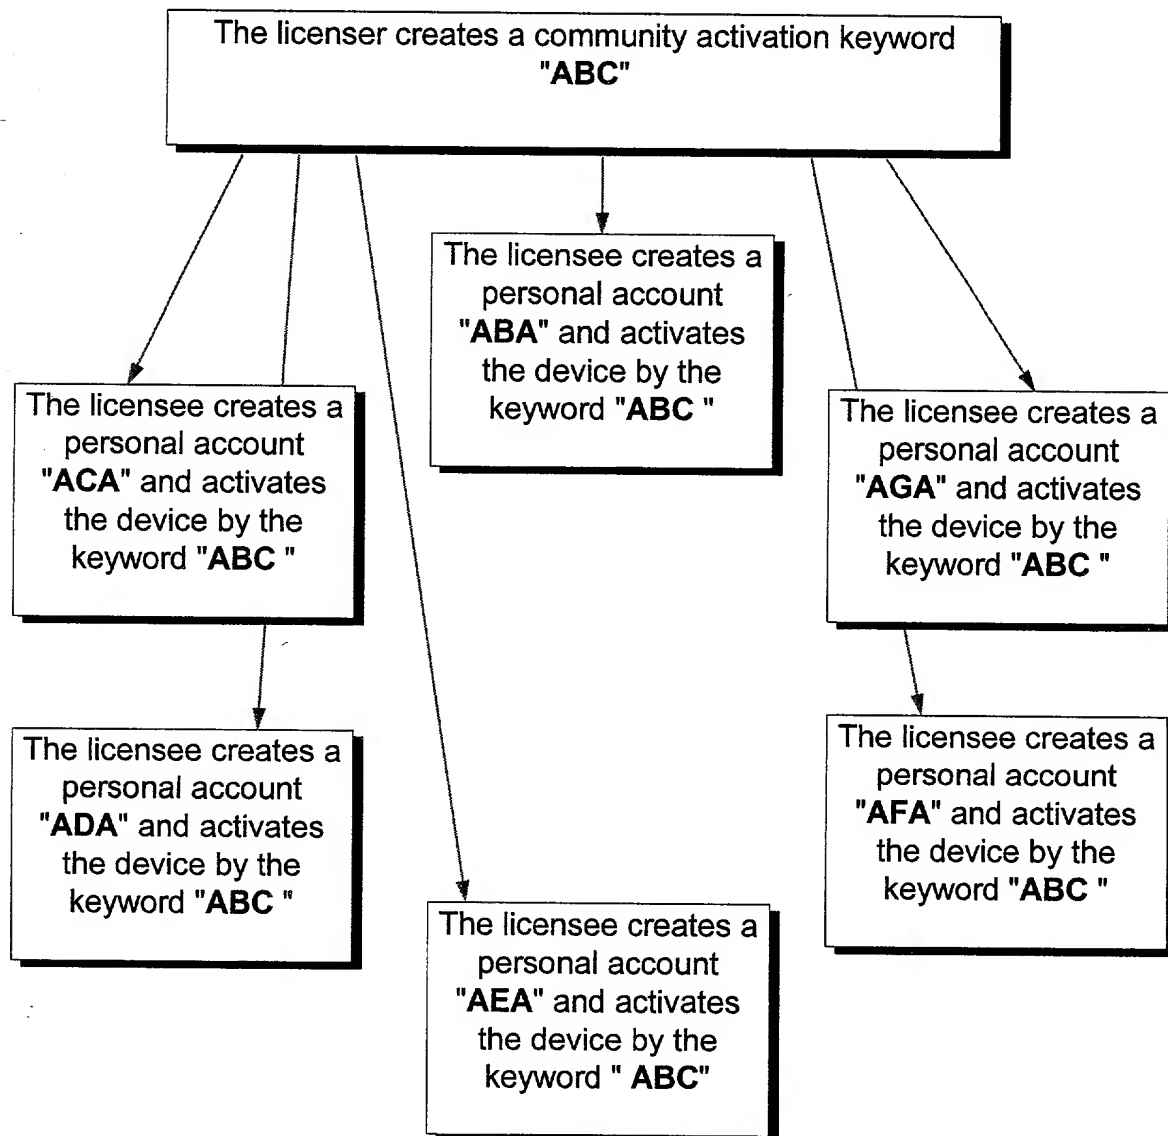 The licenser creates a community activation keyword
"ABC"
The licensee creates a
personal account
"ABA" and activates
the device by the
keyword "ABC "
The licensee creates a
personal account
"ACA" and activates
the device by the
keyword "ABC "
The licensee creates a
personal account
"AGA" and activates
the device by the
keyword "ABC "
The licensee creates a
personal account
"ADA" and activates
the device by the
keyword "ABC "
The licensee creates a
personal account
"AFA" and activates
the device by the
keyword "ABC "
The licensee creates a
personal account
"AEA" and activates
the device by the
keyword " ABC"